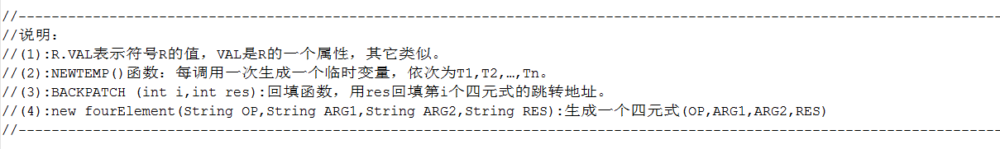 //-----------------------------------------------------------------------------------------------------------------------
//说明:
//(1):R.VAL表示符号R的值，VAL是R的一个属性，其它类似。
//(2):NEWTEMP()函数：每调用一次生成一个临时变量，依次为T1,T2,…,Tn。
//(3):BACKPATCH (int i,int res):回填函数，用res回填第i个四元式的跳转地址。
//(4):new fourElement(String OP,String ARG1,String ARG2,String RES):生成一个四元式(OP,ARG1,ARG2,RES)
//-----------------------------------------------------------------------------------------------------------------------